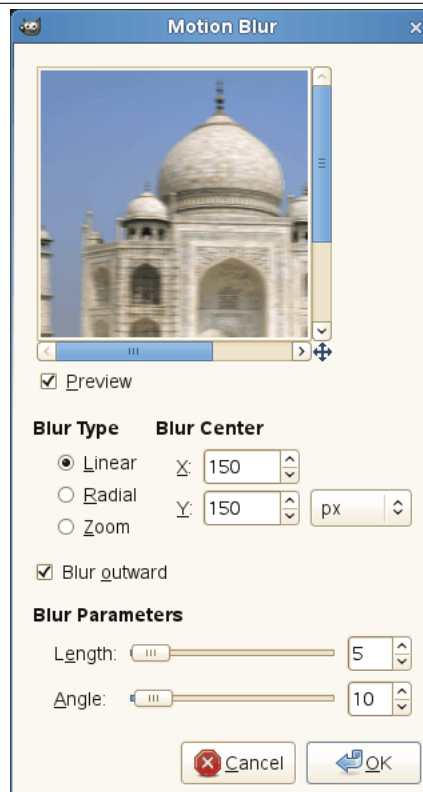 Motion Blur
Preview
Blur Type Blur Center
Linear X: 150
Radial Y: 150 px
Zoom
Blur outward
Blur Parameters
Length: 5
Angle: 10
Cancel OK